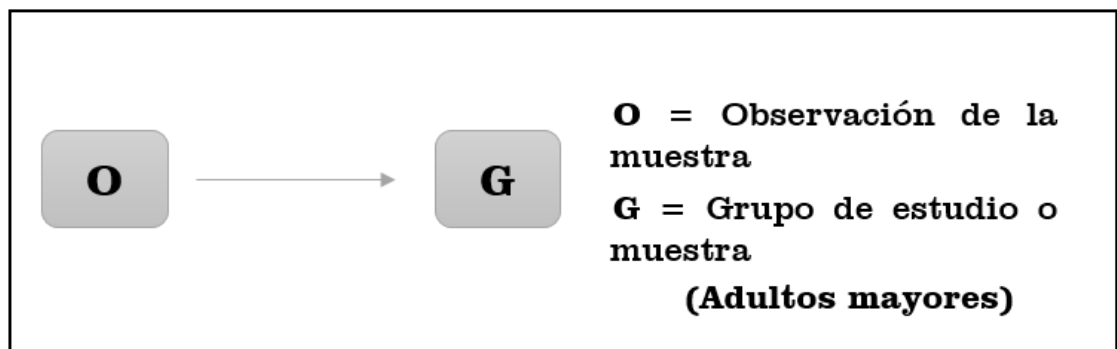 O
G
O = Observación de la
muestra
G = Grupo de estudio o
muestra
(Adultos mayores)